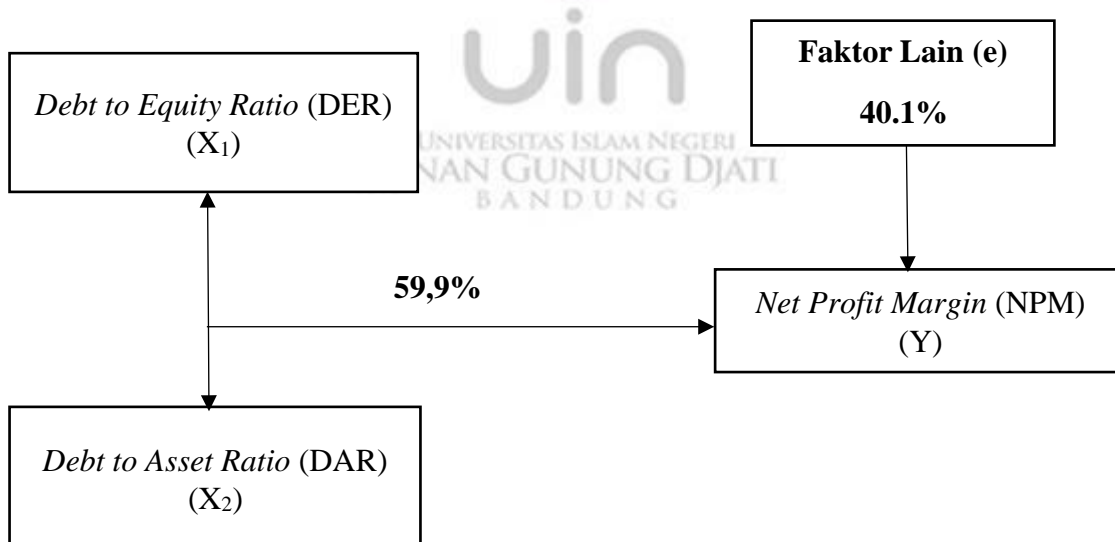 uin
UNIVERSITAS ISLAM NEGERI
NAN GUNUNG DJATI
BANDUNG
Debt to Equity Ratio (DER)
(X₁)
Faktor Lain (e)
40.1%
59,9%
Net Profit Margin (NPM)
(Y)
Debt to Asset Ratio (DAR)
(X₂)